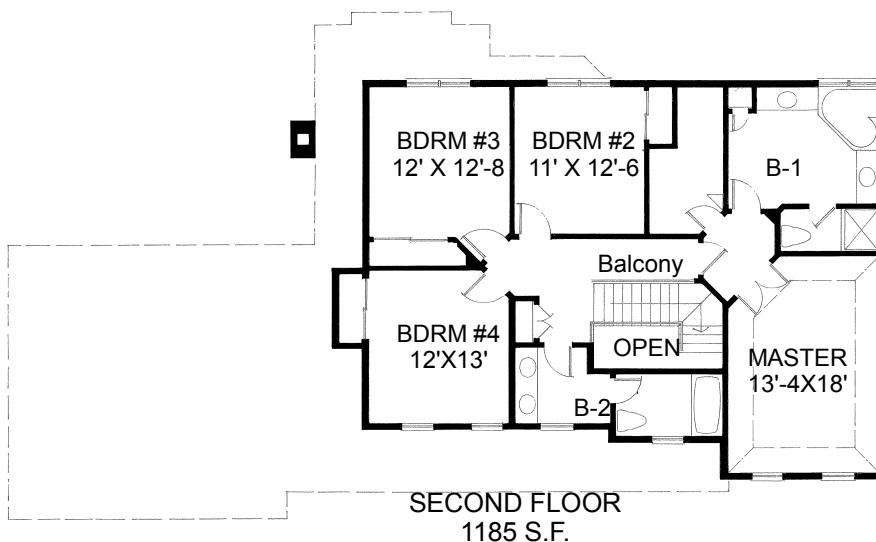 BDRM #3
12' X 12'-8
BDRM #2
11' X 12'-6
B-1
Balcony
BDRM #4
12'X13'
OPEN
MASTER
13'-4X18'
B-2
SECOND FLOOR
1185 S.F.